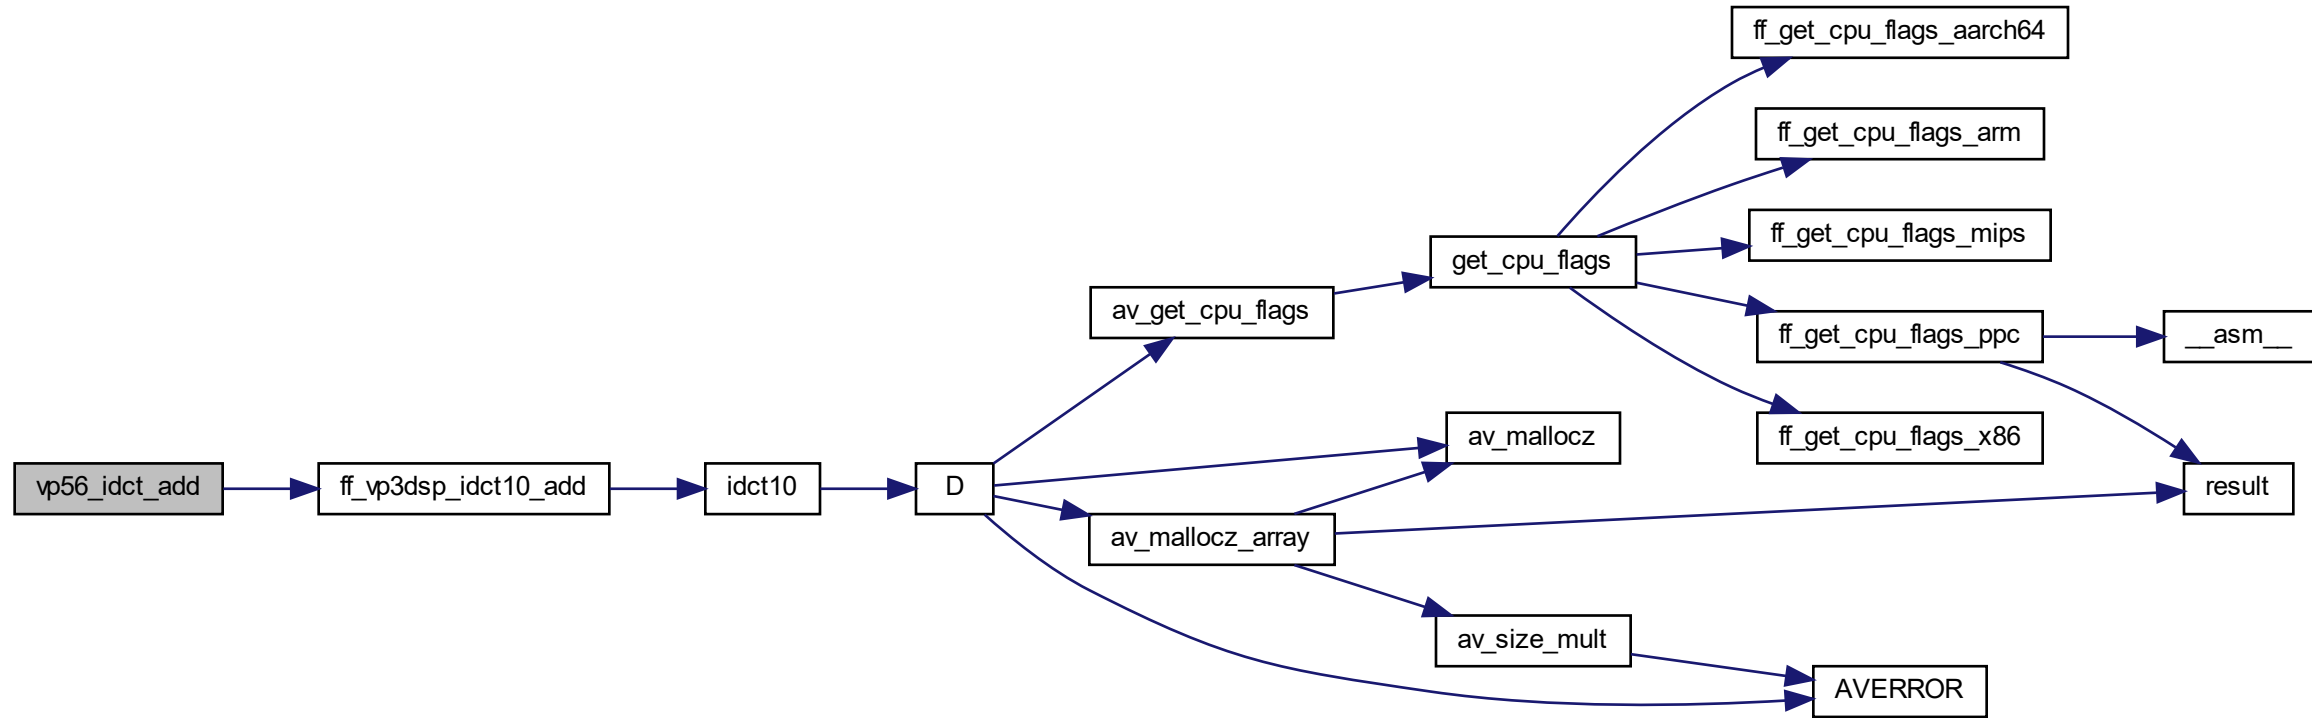 ff_get_cpu_flags_aarch64
ff_get_cpu_flags_arm
ff_get_cpu_flags_mips
get_cpu_flags
av_get_cpu_flags
ff_get_cpu_flags_ppc
__asm__
av_mallocz
ff_get_cpu_flags_x86
vp56_idct_add
ff_vp3dsp_idct10_add
idct10
D
result
av_mallocz_array
av_size_mult
AVERROR